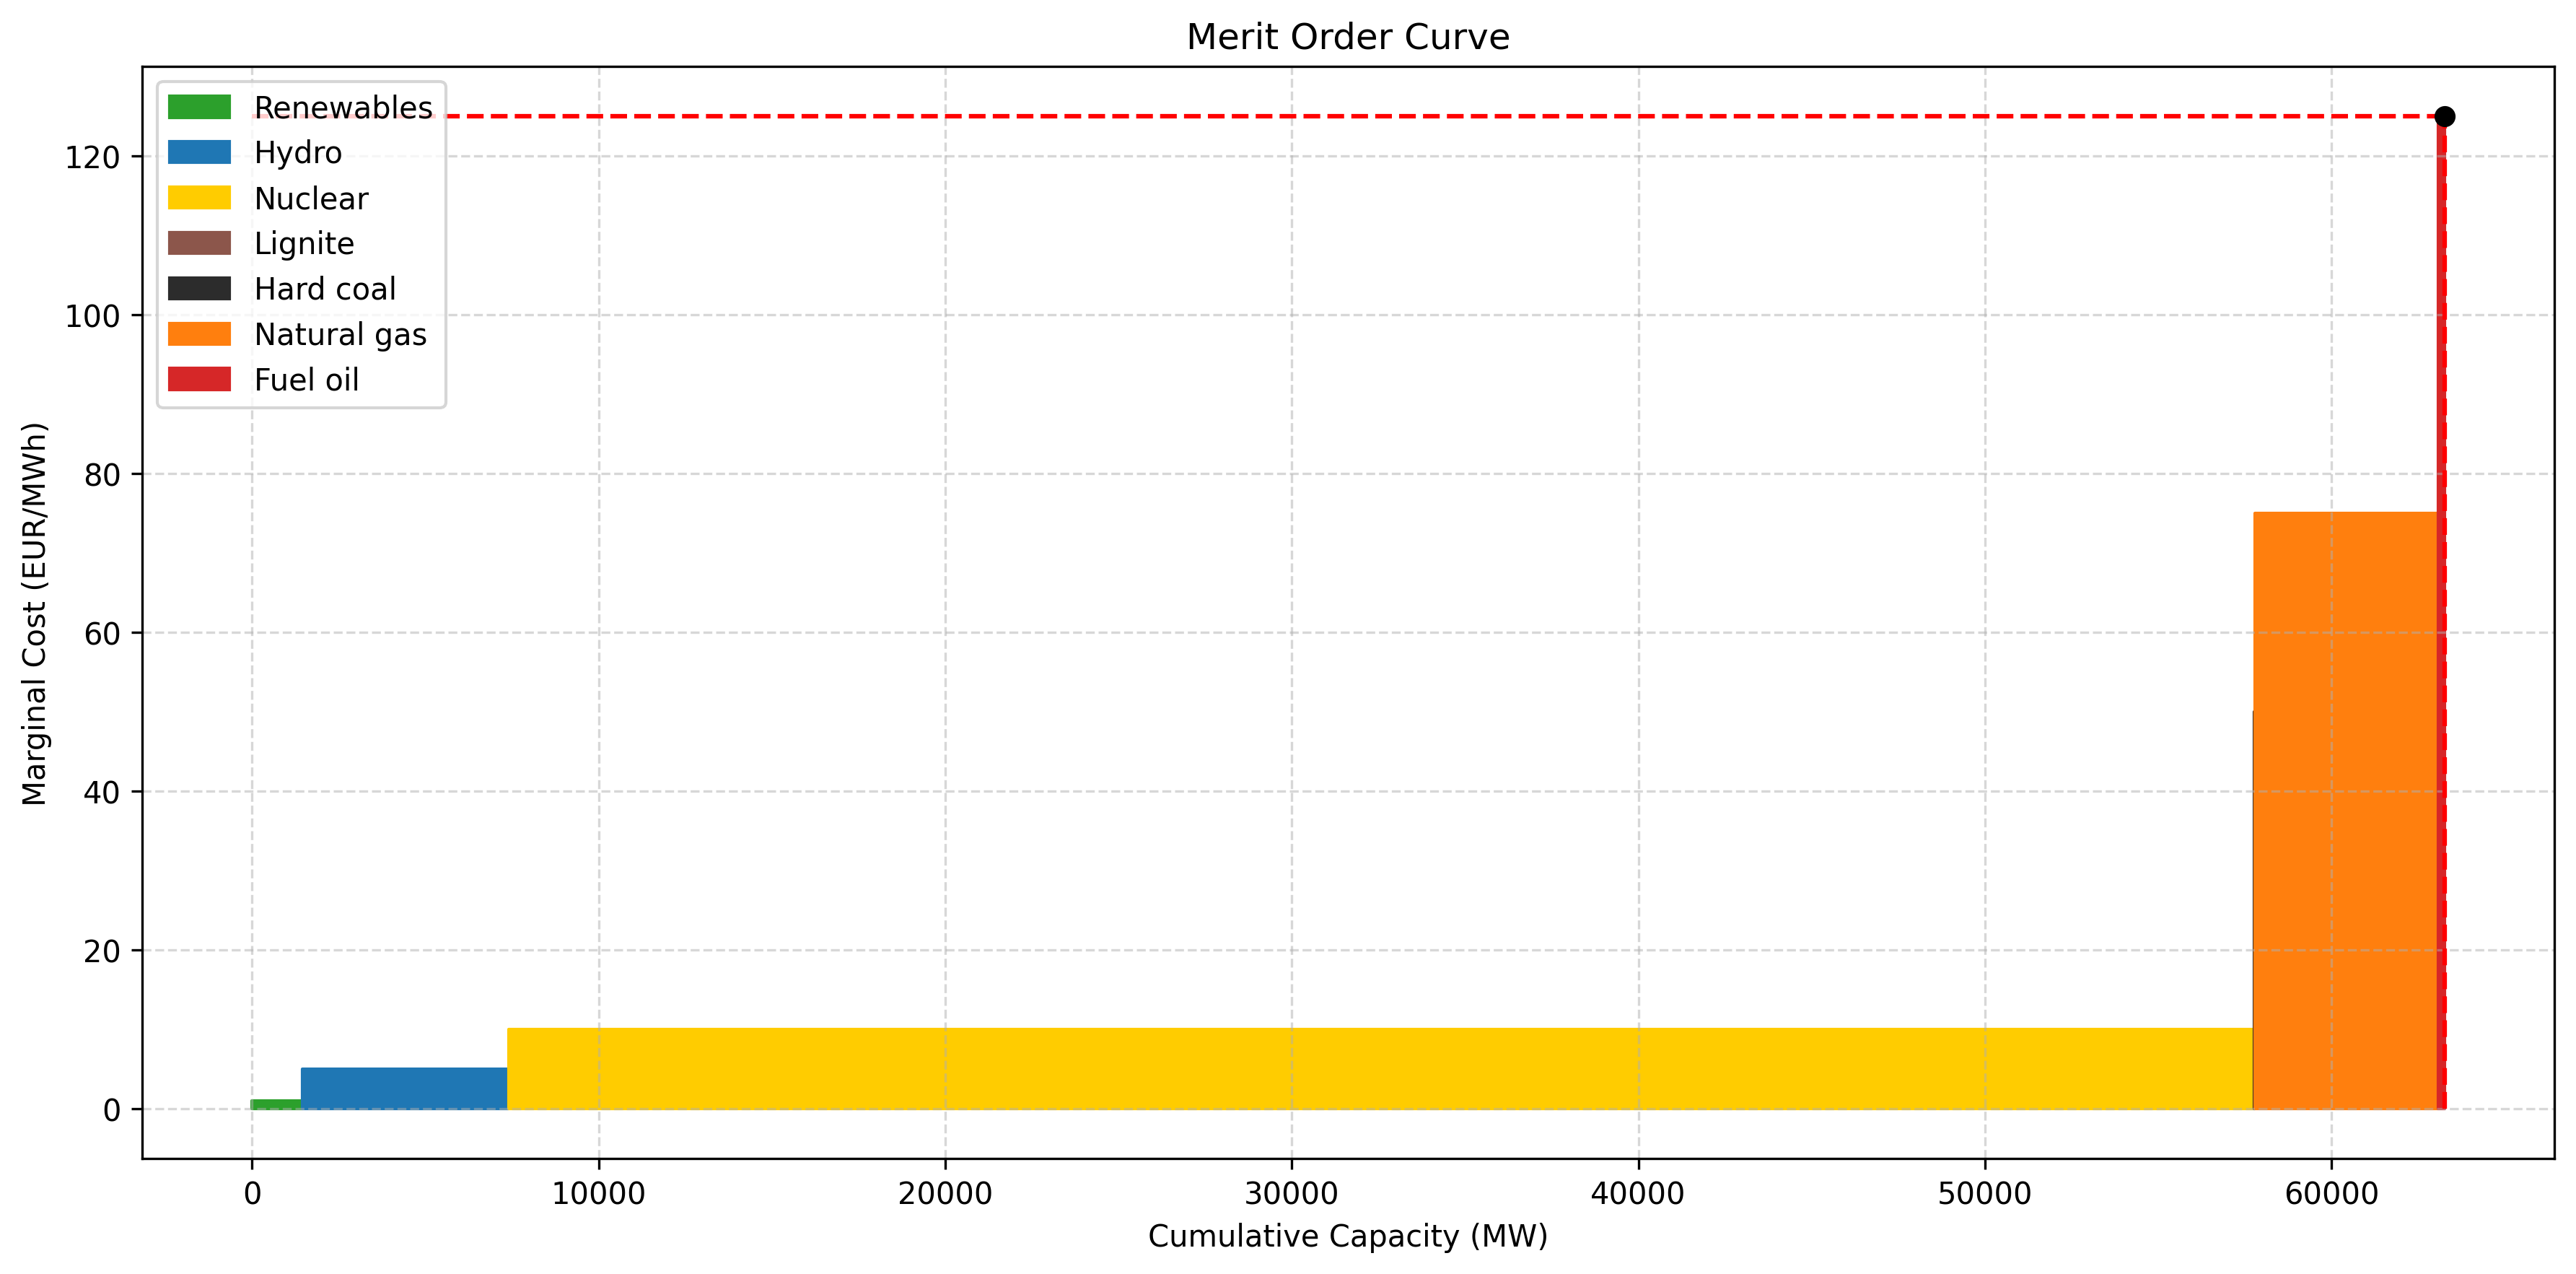 Merit Order Curve
Renewables
Hydro
Nuclear
Lignite
Hard coal
Natural gas
Fuel oil
Marginal Cost (EUR/MWh)
120
100
80
60
40
20
0
0 10000 20000 30000 40000 50000 60000
Cumulative Capacity (MW)